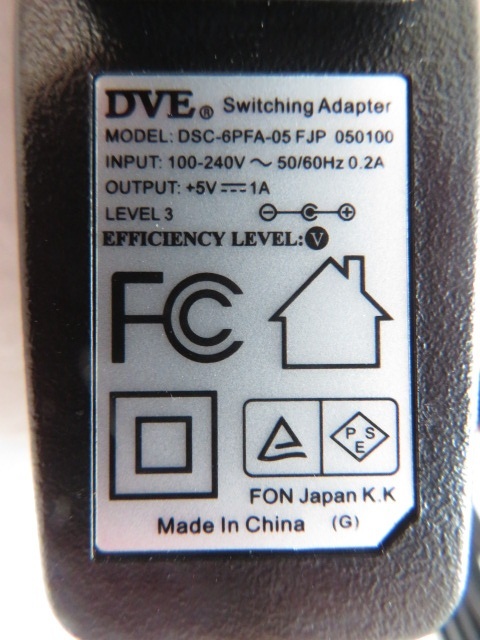 DVE® Switching Adapter
MODEL: DSC-6PFA-05 FJP 050100
INPUT: 100-240V ～ 50/60Hz 0.2A
OUTPUT: +5V ⎓ 1A
LEVEL 3
EFFICIENCY LEVEL: V
FC
PSE
FON Japan K.K
Made In China (G)